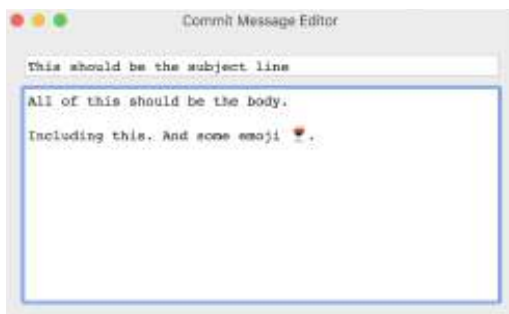 Commit Message Editor
This should be the subject line
All of this should be the body.
Including this. And some emoji 🍷.